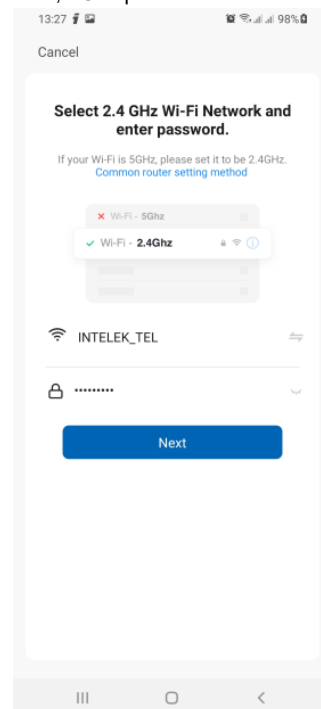 13:27 98%
Cancel
Select 2.4 GHz Wi-Fi Network and
enter password.
If your Wi-Fi is 5GHz, please set it to be 2.4GHz.
Common router setting method
Wi-Fi - 5Ghz
Wi-Fi - 2.4Ghz
INTELEK_TEL
•••••••••
Next